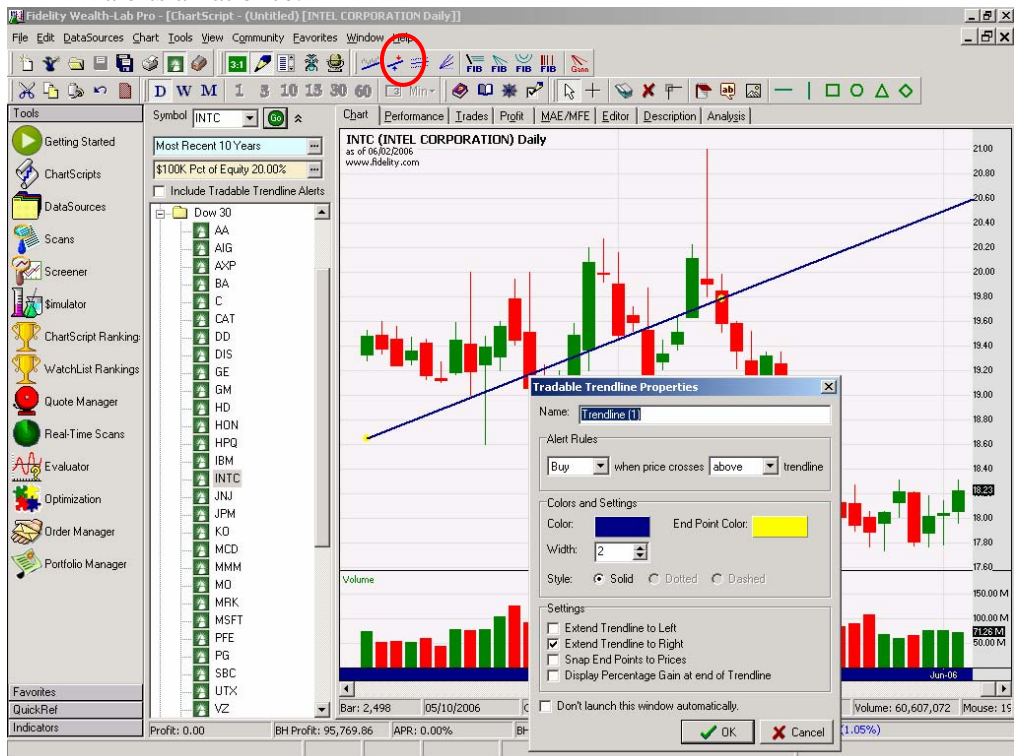 Fidelity Wealth-Lab Pro - [ChartScript - (Untitled) [INTEL CORPORATION Daily]]
File Edit DataSources Chart Tools View Community Favorites Window Help
3:1
FIB FIB FIB FIB Gann
D W M 1 5 10 15 30 60 Min
Tools
Getting Started
ChartScripts
DataSources
Scans
Screener
$imulator
ChartScript Rankings
WatchList Rankings
Quote Manager
Real-Time Scans
Evaluator
Optimization
Order Manager
Portfolio Manager
Favorites
QuickRef
Indicators
Symbol INTC Go
Most Recent 10 Years
$100K Pct of Equity 20.00%
Include Tradable Trendline Alerts
Dow 30
AA
AIG
AXP
BA
C
CAT
DD
DIS
GE
GM
HD
HON
HPQ
IBM
INTC
JNJ
JPM
KO
MCD
MMM
MO
MRK
MSFT
PFE
PG
SBC
UTX
VZ
Chart Performance Trades Profit MAE/MFE Editor Description Analysis
INTC (INTEL CORPORATION) Daily
as of 06/02/2006
www.fidelity.com
21.00
20.80
20.60
20.40
20.20
20.00
19.80
19.60
19.40
19.20
19.00
18.80
18.60
18.40
18.23
18.00
17.80
17.60
Volume
150.00 M
100.00 M
71.26 M
50.00 M
Jun-06
Tradable Trendline Properties
Name: Trendline (1)
Alert Rules
Buy when price crosses above trendline
Colors and Settings
Color: End Point Color:
Width: 2
Style: Solid Dotted Dashed
Settings
Extend Trendline to Left
Extend Trendline to Right
Snap End Points to Prices
Display Percentage Gain at end of Trendline
Don't launch this window automatically.
OK Cancel
Bar: 2,498 05/10/2006 Volume: 60,607,072 Mouse: 19
Profit: 0.00 BH Profit: 95,769.86 APR: 0.00% BH (1.05%)